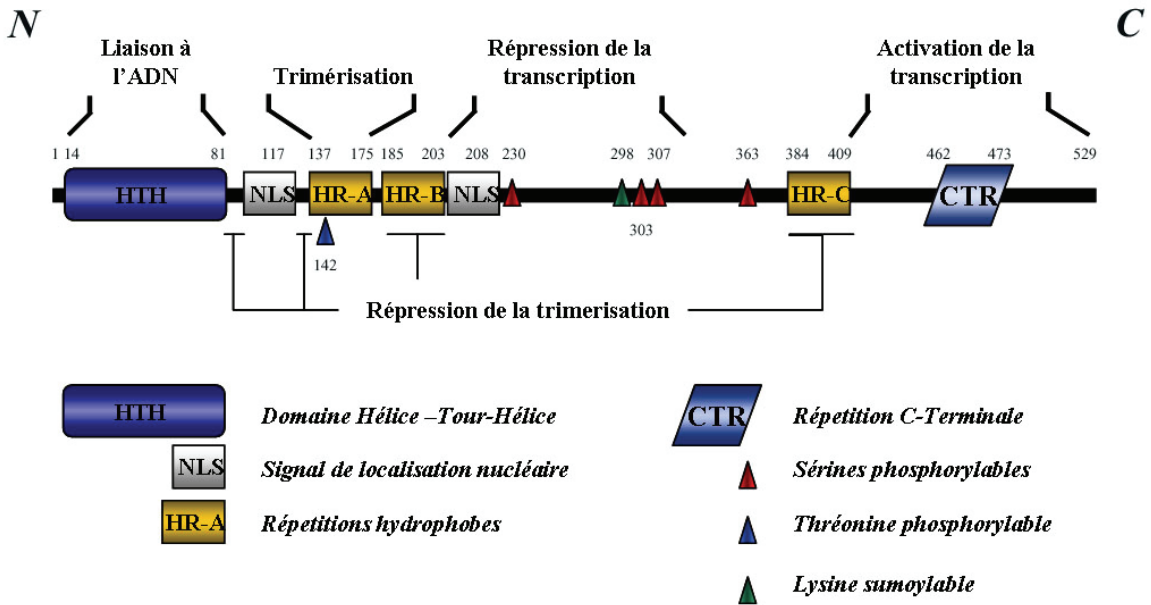 N
C
Liaison à
l'ADN
Trimérisation
Répression de la
transcription
Activation de la
transcription
1 14 81 117 137 175 185 203 208 230 298 307 363 384 409 462 473 529
HTH NLS HR-A HR-B NLS HR-C CTR
142
303
Répression de la trimerisation
HTH
Domaine Hélice –Tour-Hélice
NLS
Signal de localisation nucléaire
HR-A
Répetitions hydrophobes
CTR
Répetition C-Terminale
Sérines phosphorylables
Thréonine phosphorylable
Lysine sumoylable